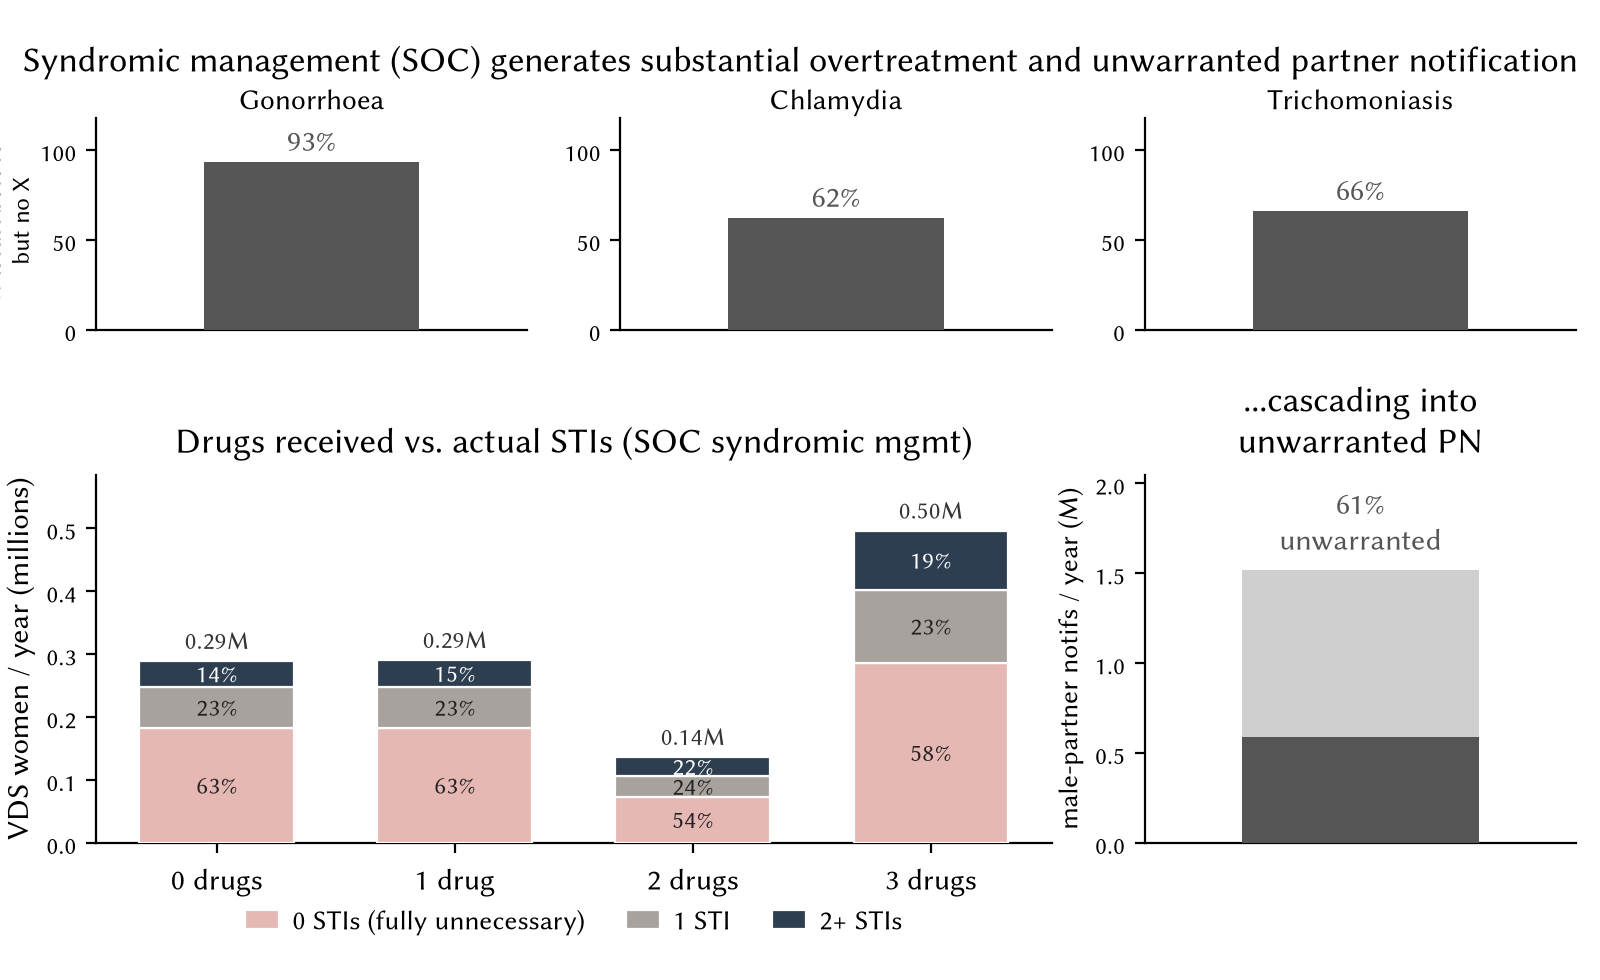 Syndromic management (SOC) generates substantial overtreatment and unwarranted partner notification
Gonorrhoea
Chlamydia
Trichomoniasis
but no X
100
50
0
93%
100
50
0
62%
100
50
0
66%
Drugs received vs. actual STIs (SOC syndromic mgmt)
VDS women / year (millions)
0.5
0.4
0.3
0.2
0.1
0.0
0.29M
14%
23%
63%
0.29M
15%
23%
63%
0.14M
22%
24%
54%
0.50M
19%
23%
58%
0 drugs
1 drug
2 drugs
3 drugs
0 STIs (fully unnecessary)
1 STI
2+ STIs
...cascading into
unwarranted PN
male-partner notifs / year (M)
2.0
1.5
1.0
0.5
0.0
61%
unwarranted